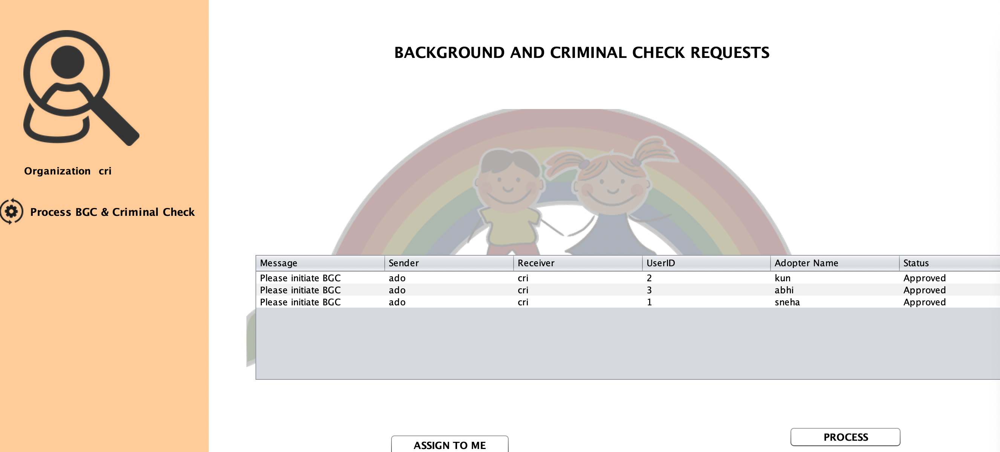 BACKGROUND AND CRIMINAL CHECK REQUESTS
Organization cri
Process BGC & Criminal Check
Message Sender Receiver UserID Adopter Name Status
Please initiate BGC ado cri 2 kun Approved
Please initiate BGC ado cri 3 abhi Approved
Please initiate BGC ado cri 1 sneha Approved
PROCESS
ASSIGN TO ME